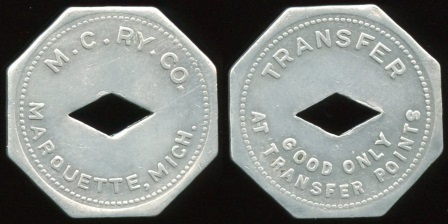 M.C.RY.CO.
MARQUETTE, MICH.
TRANSFER
GOOD ONLY
AT TRANSFER POINTS